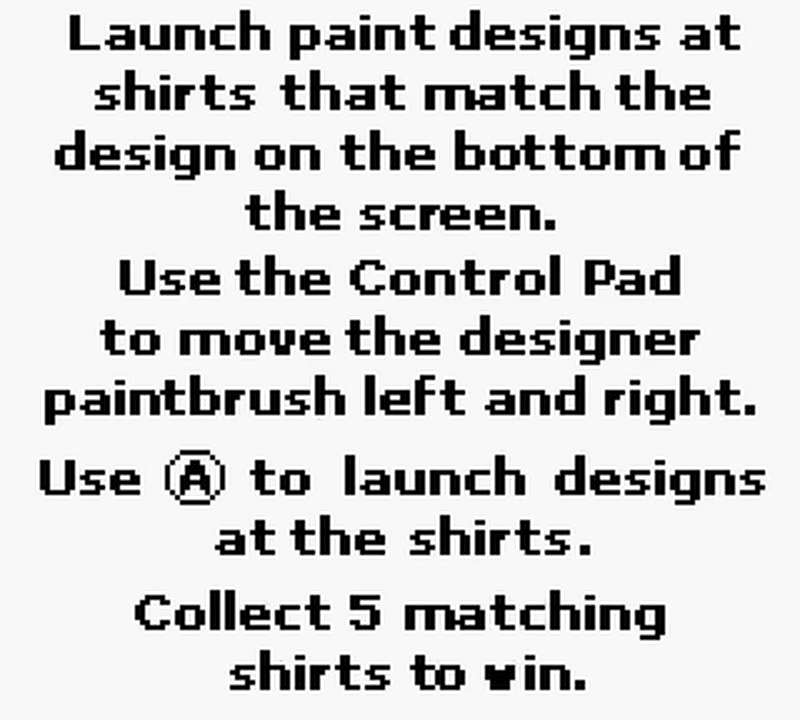 Launch paint designs at
shirts that match the
design on the bottom of
the screen.
Use the Control Pad
to move the designer
paintbrush left and right.
Use Ⓐ to launch designs
at the shirts.
Collect 5 matching
shirts to win.